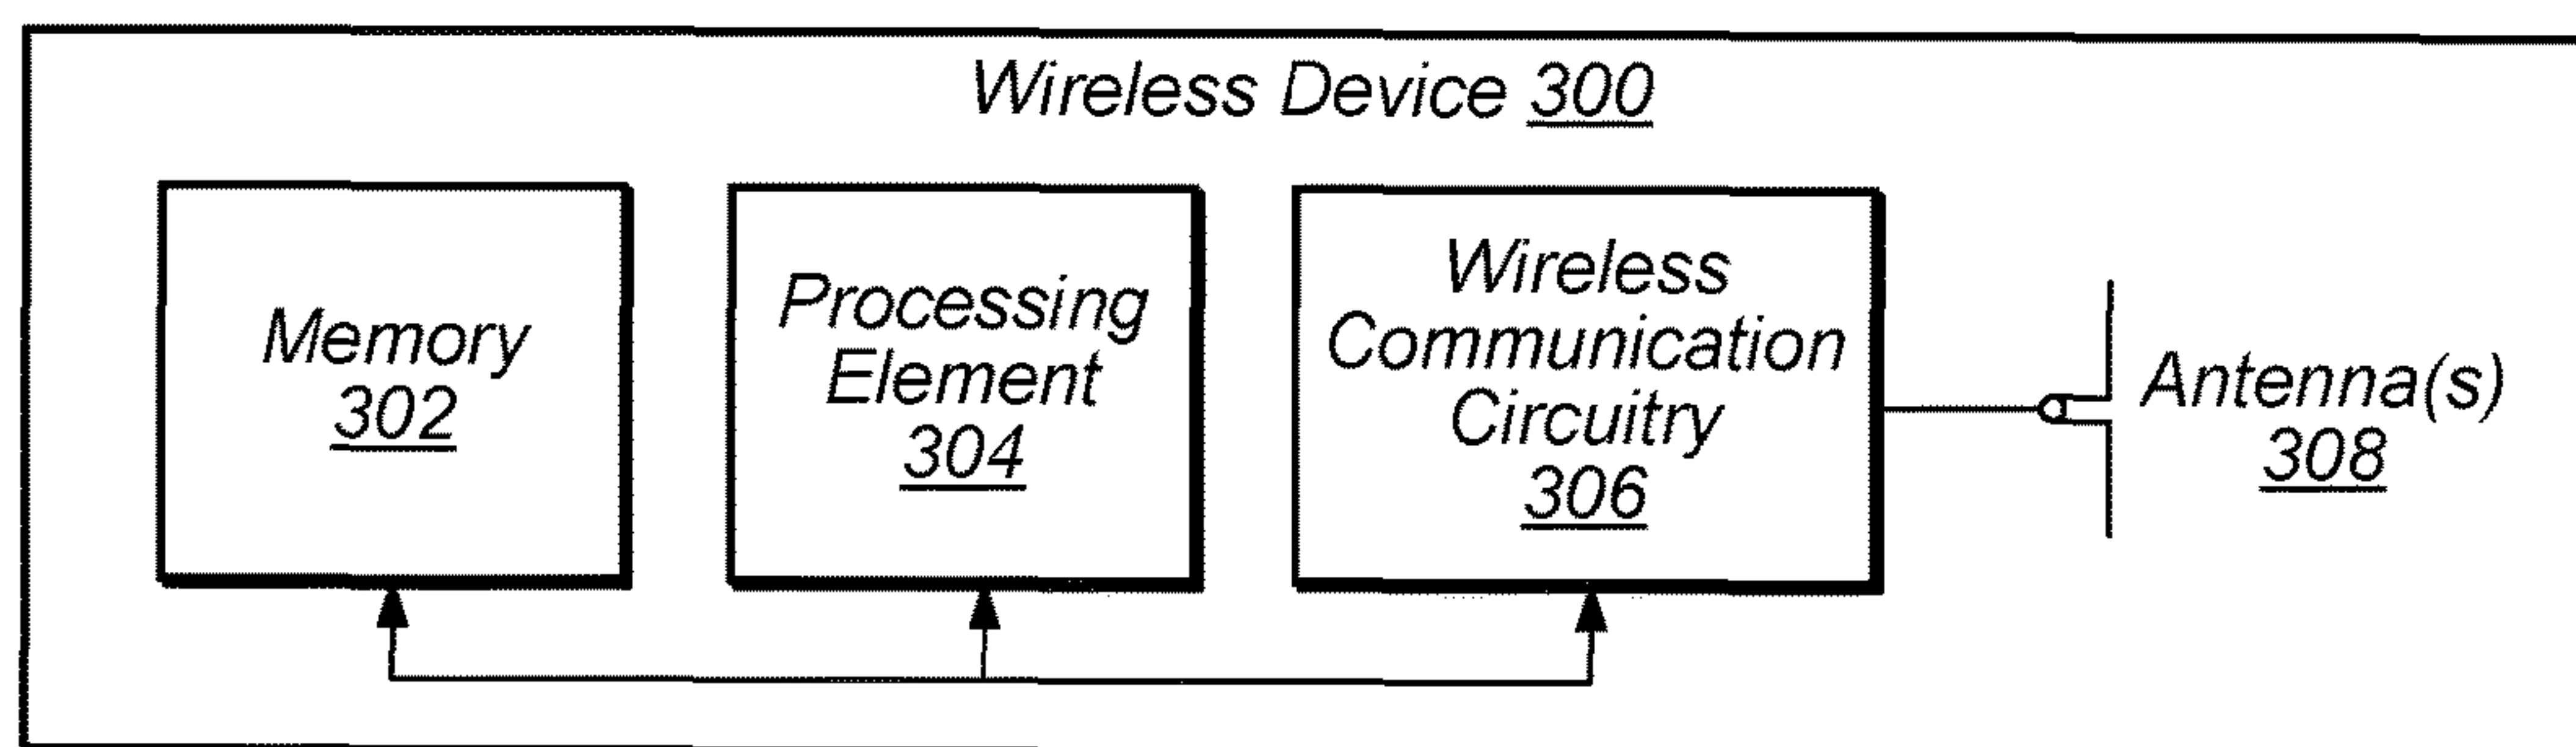 Wireless Device 300
Memory
302
Processing
Element
304
Wireless
Communication
Circuitry
306
Antenna(s)
308